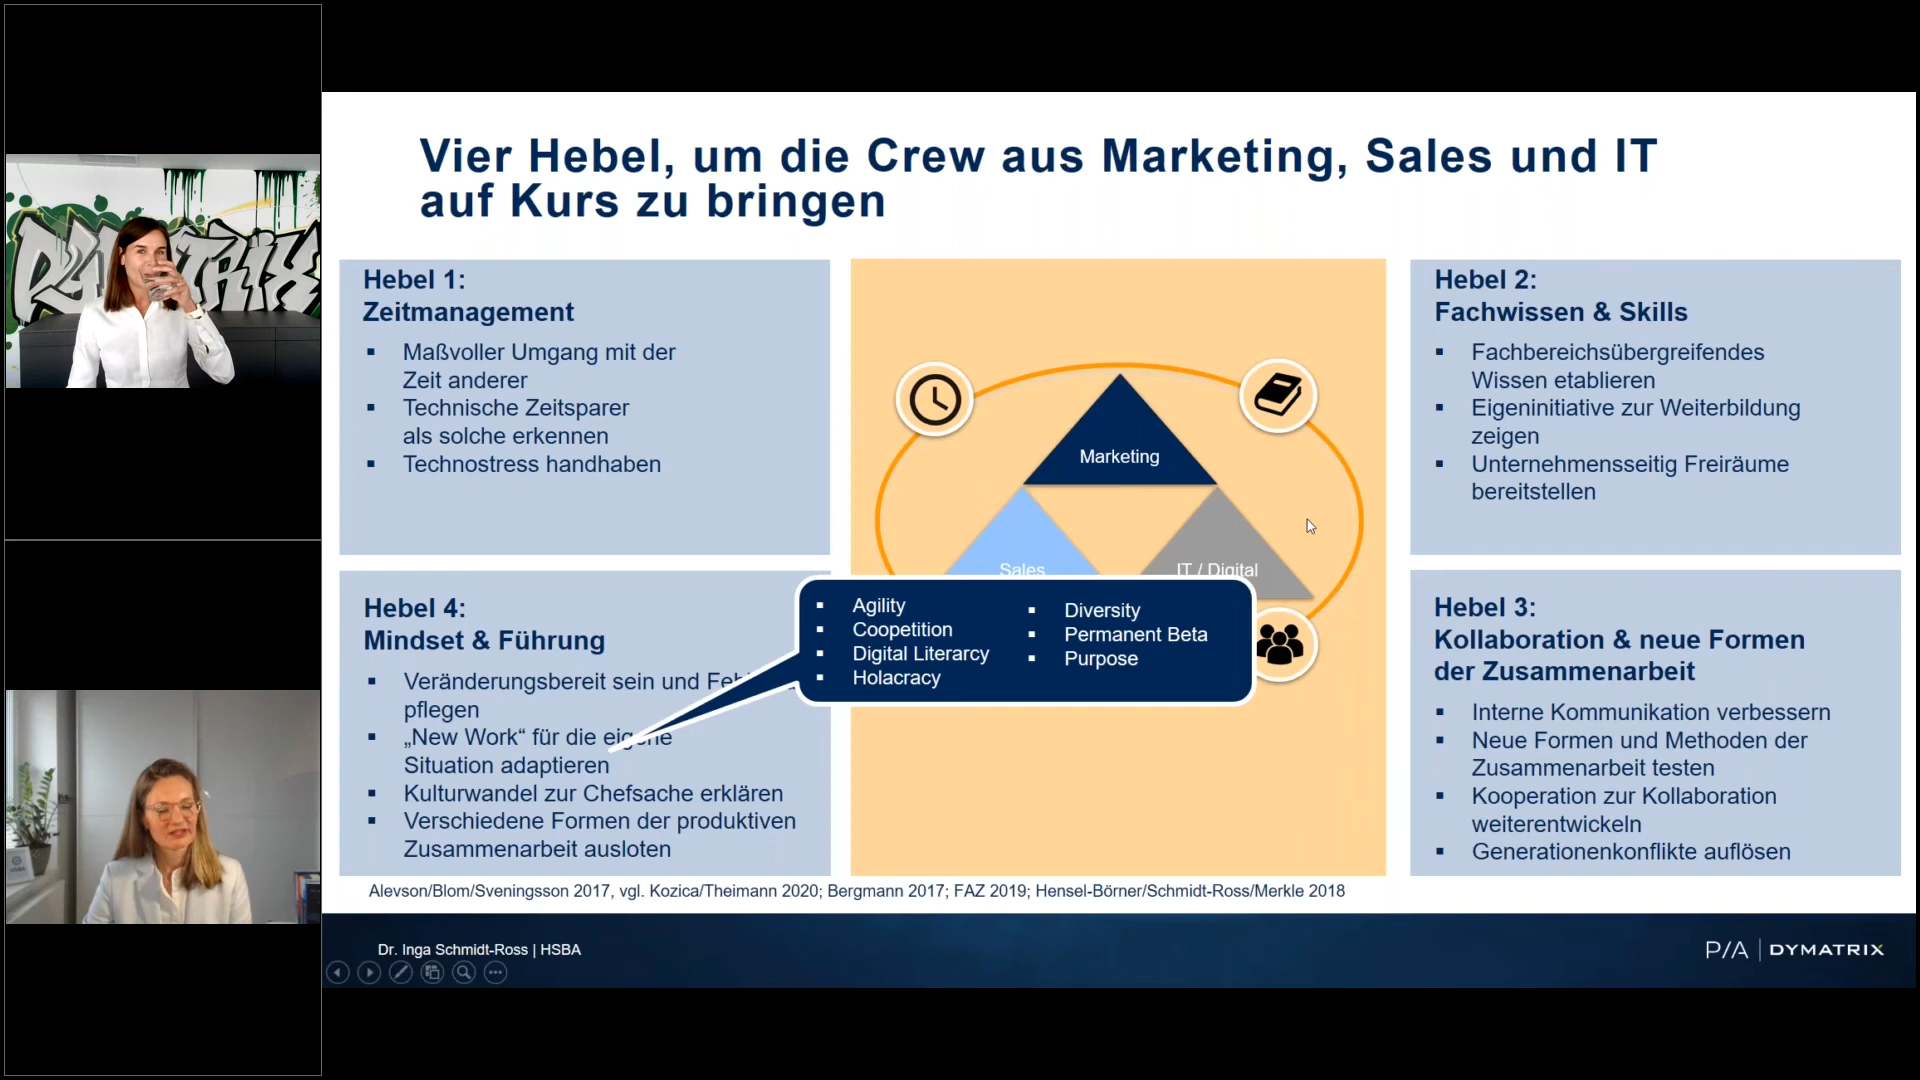 Vier Hebel, um die Crew aus Marketing, Sales und IT
auf Kurs zu bringen
Hebel 1:
Zeitmanagement
▪ Maßvoller Umgang mit der
Zeit anderer
▪ Technische Zeitsparer
als solche erkennen
▪ Technostress handhaben
Marketing
Sales
IT / Digital
Hebel 2:
Fachwissen & Skills
▪ Fachbereichsübergreifendes
Wissen etablieren
▪ Eigeninitiative zur Weiterbildung
zeigen
▪ Unternehmensseitig Freiräume
bereitstellen
Hebel 4:
Mindset & Führung
▪ Veränderungsbereit sein und
pflegen
▪ „New Work“ für die eigene
Situation adaptieren
▪ Kulturwandel zur Chefsache erklären
▪ Verschiedene Formen der produktiven
Zusammenarbeit ausloten
▪ Agility
▪ Coopetition
▪ Digital Literarcy
▪ Holacracy
▪ Diversity
▪ Permanent Beta
▪ Purpose
Hebel 3:
Kollaboration & neue Formen
der Zusammenarbeit
▪ Interne Kommunikation verbessern
▪ Neue Formen und Methoden der
Zusammenarbeit testen
▪ Kooperation zur Kollaboration
weiterentwickeln
▪ Generationenkonflikte auflösen
Alevson/Blom/Sveningsson 2017, vgl. Kozica/Theimann 2020; Bergmann 2017; FAZ 2019; Hensel-Börner/Schmidt-Ross/Merkle 2018
Dr. Inga Schmidt-Ross | HSBA
P/A | DYMATRIX